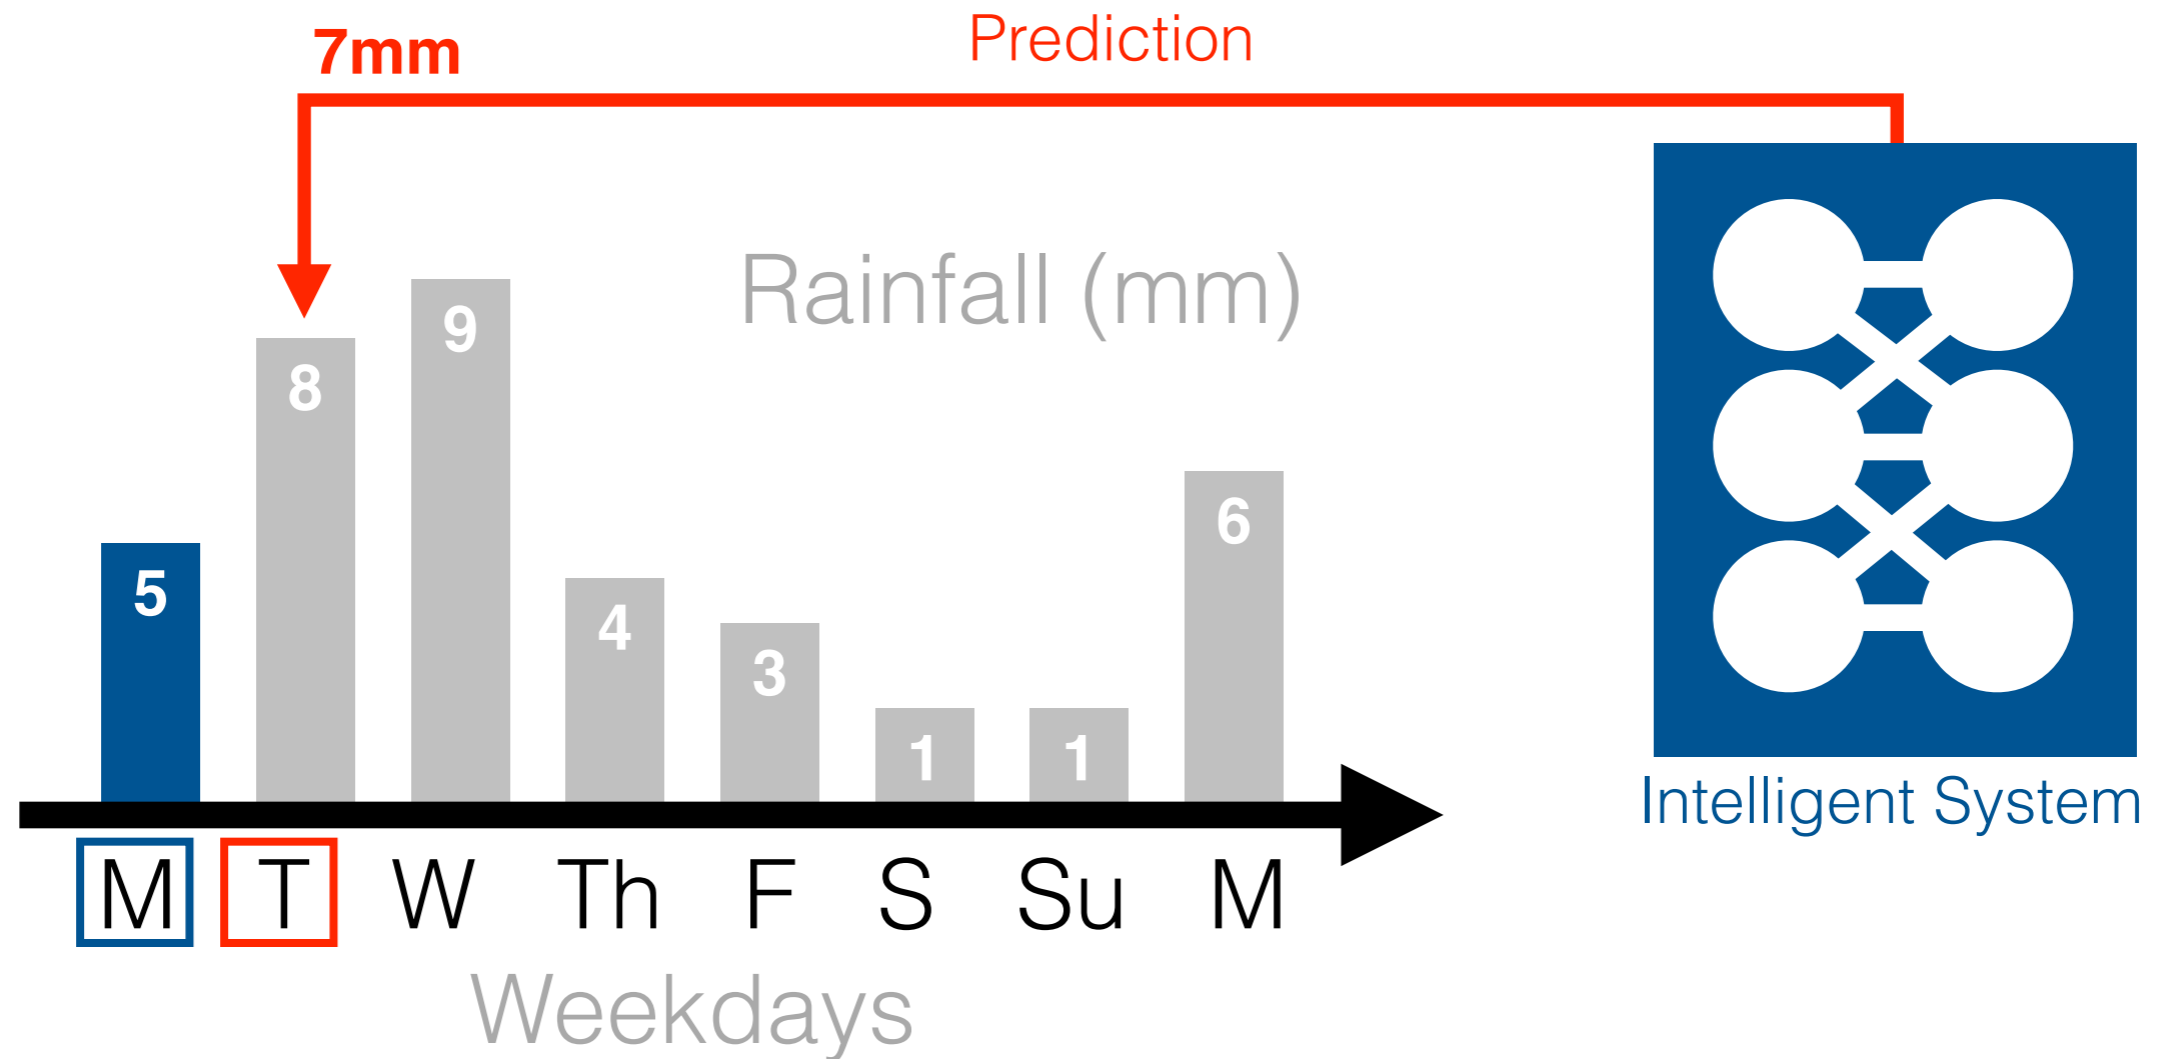 7mm
Prediction
Rainfall (mm)
5
8
9
4
3
1
1
6
M T W Th F S Su M
Weekdays
Intelligent System